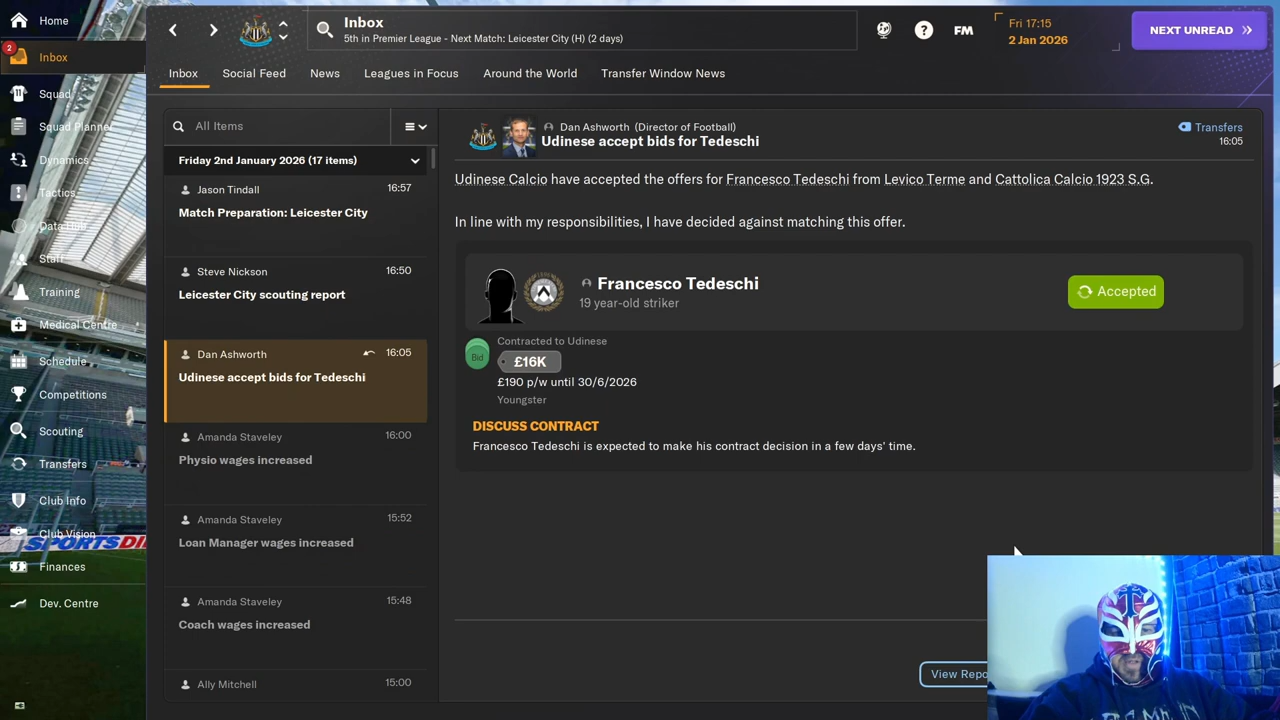 Home
2
Inbox
Squad
Squad Planner
Dynamics
Tactics
Data Hub
Staff
Training
Medical Centre
Schedule
Competitions
Scouting
Transfers
Club Info
Club Vision
SPORTS DI
Finances
Dev. Centre
Inbox
5th in Premier League - Next Match: Leicester City (H) (2 days)
?
FM
Fri 17:15
2 Jan 2026
NEXT UNREAD
Inbox
Social Feed
News
Leagues in Focus
Around the World
Transfer Window News
All Items
Friday 2nd January 2026 (17 items)
Jason Tindall
16:57
Match Preparation: Leicester City
Steve Nickson
16:50
Leicester City scouting report
Dan Ashworth
16:05
Udinese accept bids for Tedeschi
Amanda Staveley
16:00
Physio wages increased
Amanda Staveley
15:52
Loan Manager wages increased
Amanda Staveley
15:48
Coach wages increased
Ally Mitchell
15:00
Dan Ashworth (Director of Football)
Udinese accept bids for Tedeschi
Transfers
16:05
Udinese Calcio have accepted the offers for Francesco Tedeschi from Levico Terme and Cattolica Calcio 1923 S.G.
In line with my responsibilities, I have decided against matching this offer.
Francesco Tedeschi
19 year-old striker
Accepted
Contracted to Udinese
Bid
£16K
£190 p/w until 30/6/2026
Youngster
DISCUSS CONTRACT
Francesco Tedeschi is expected to make his contract decision in a few days' time.
View Repo